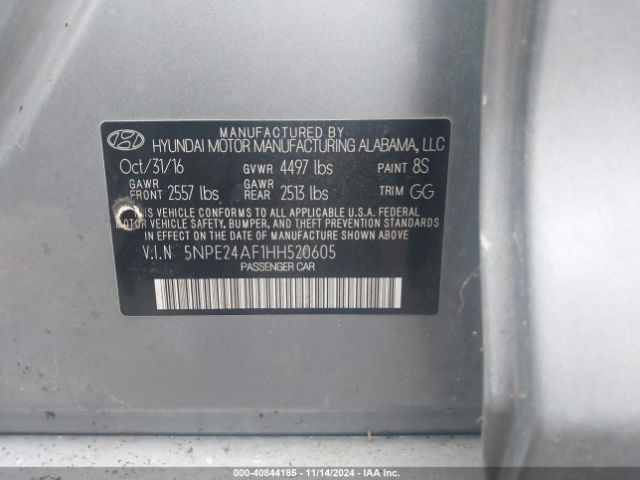 MANUFACTURED BY
HYUNDAI MOTOR MANUFACTURING ALABAMA, LLC
Oct/31/16 GVWR 4497 lbs PAINT 8S
GAWR FRONT 2557 lbs GAWR REAR 2513 lbs TRIM GG
THIS VEHICLE CONFORMS TO ALL APPLICABLE U.S.A. FEDERAL
MOTOR VEHICLE SAFETY, BUMPER, AND THEFT PREVENTION STANDARDS
IN EFFECT ON THE DATE OF MANUFACTURE SHOWN ABOVE.
V.I.N 5NPE24AF1HH520605
PASSENGER CAR
000-40844185 - 11/14/2024 - IAA Inc.